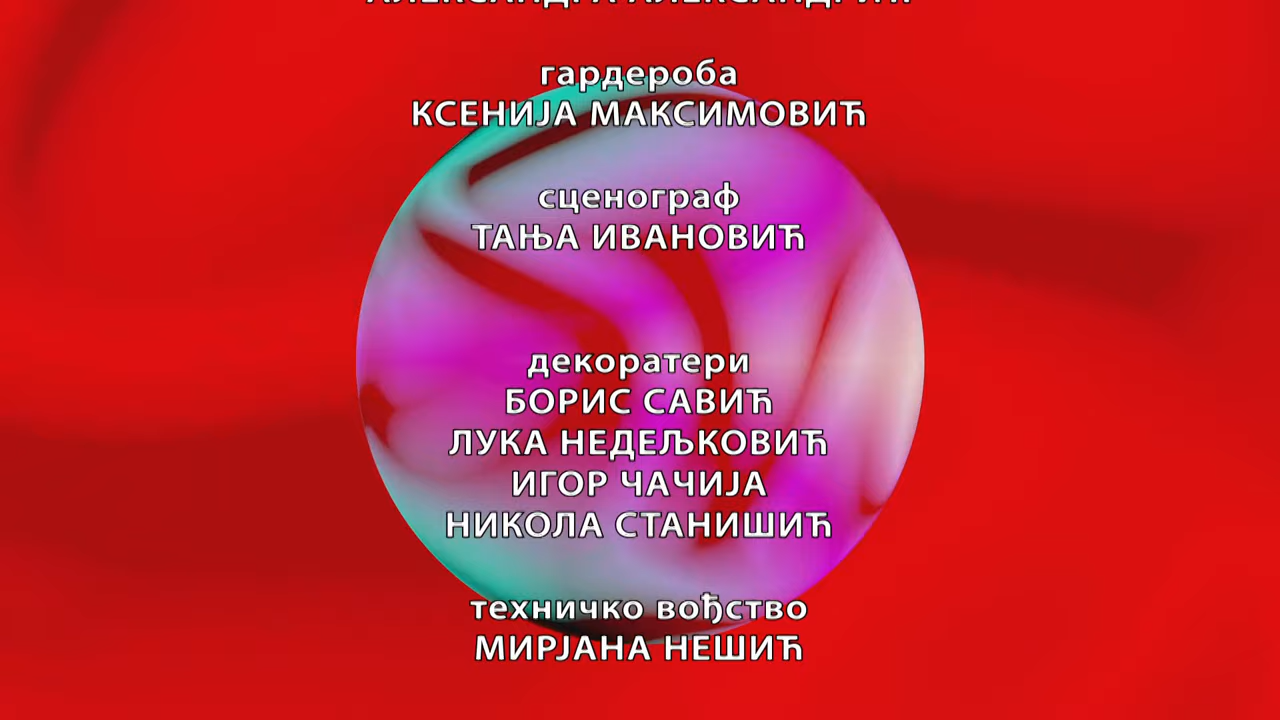 гардероба
КСЕНИЈА МАКСИМОВИЋ
сценограф
ТАЊА ИВАНОВИЋ
декоратери
БОРИС САВИЋ
ЛУКА НЕДЕЉКОВИЋ
ИГОР ЧАЧИЈА
НИКОЛА СТАНИШИЋ
техничко вођство
МИРЈАНА НЕШИЋ